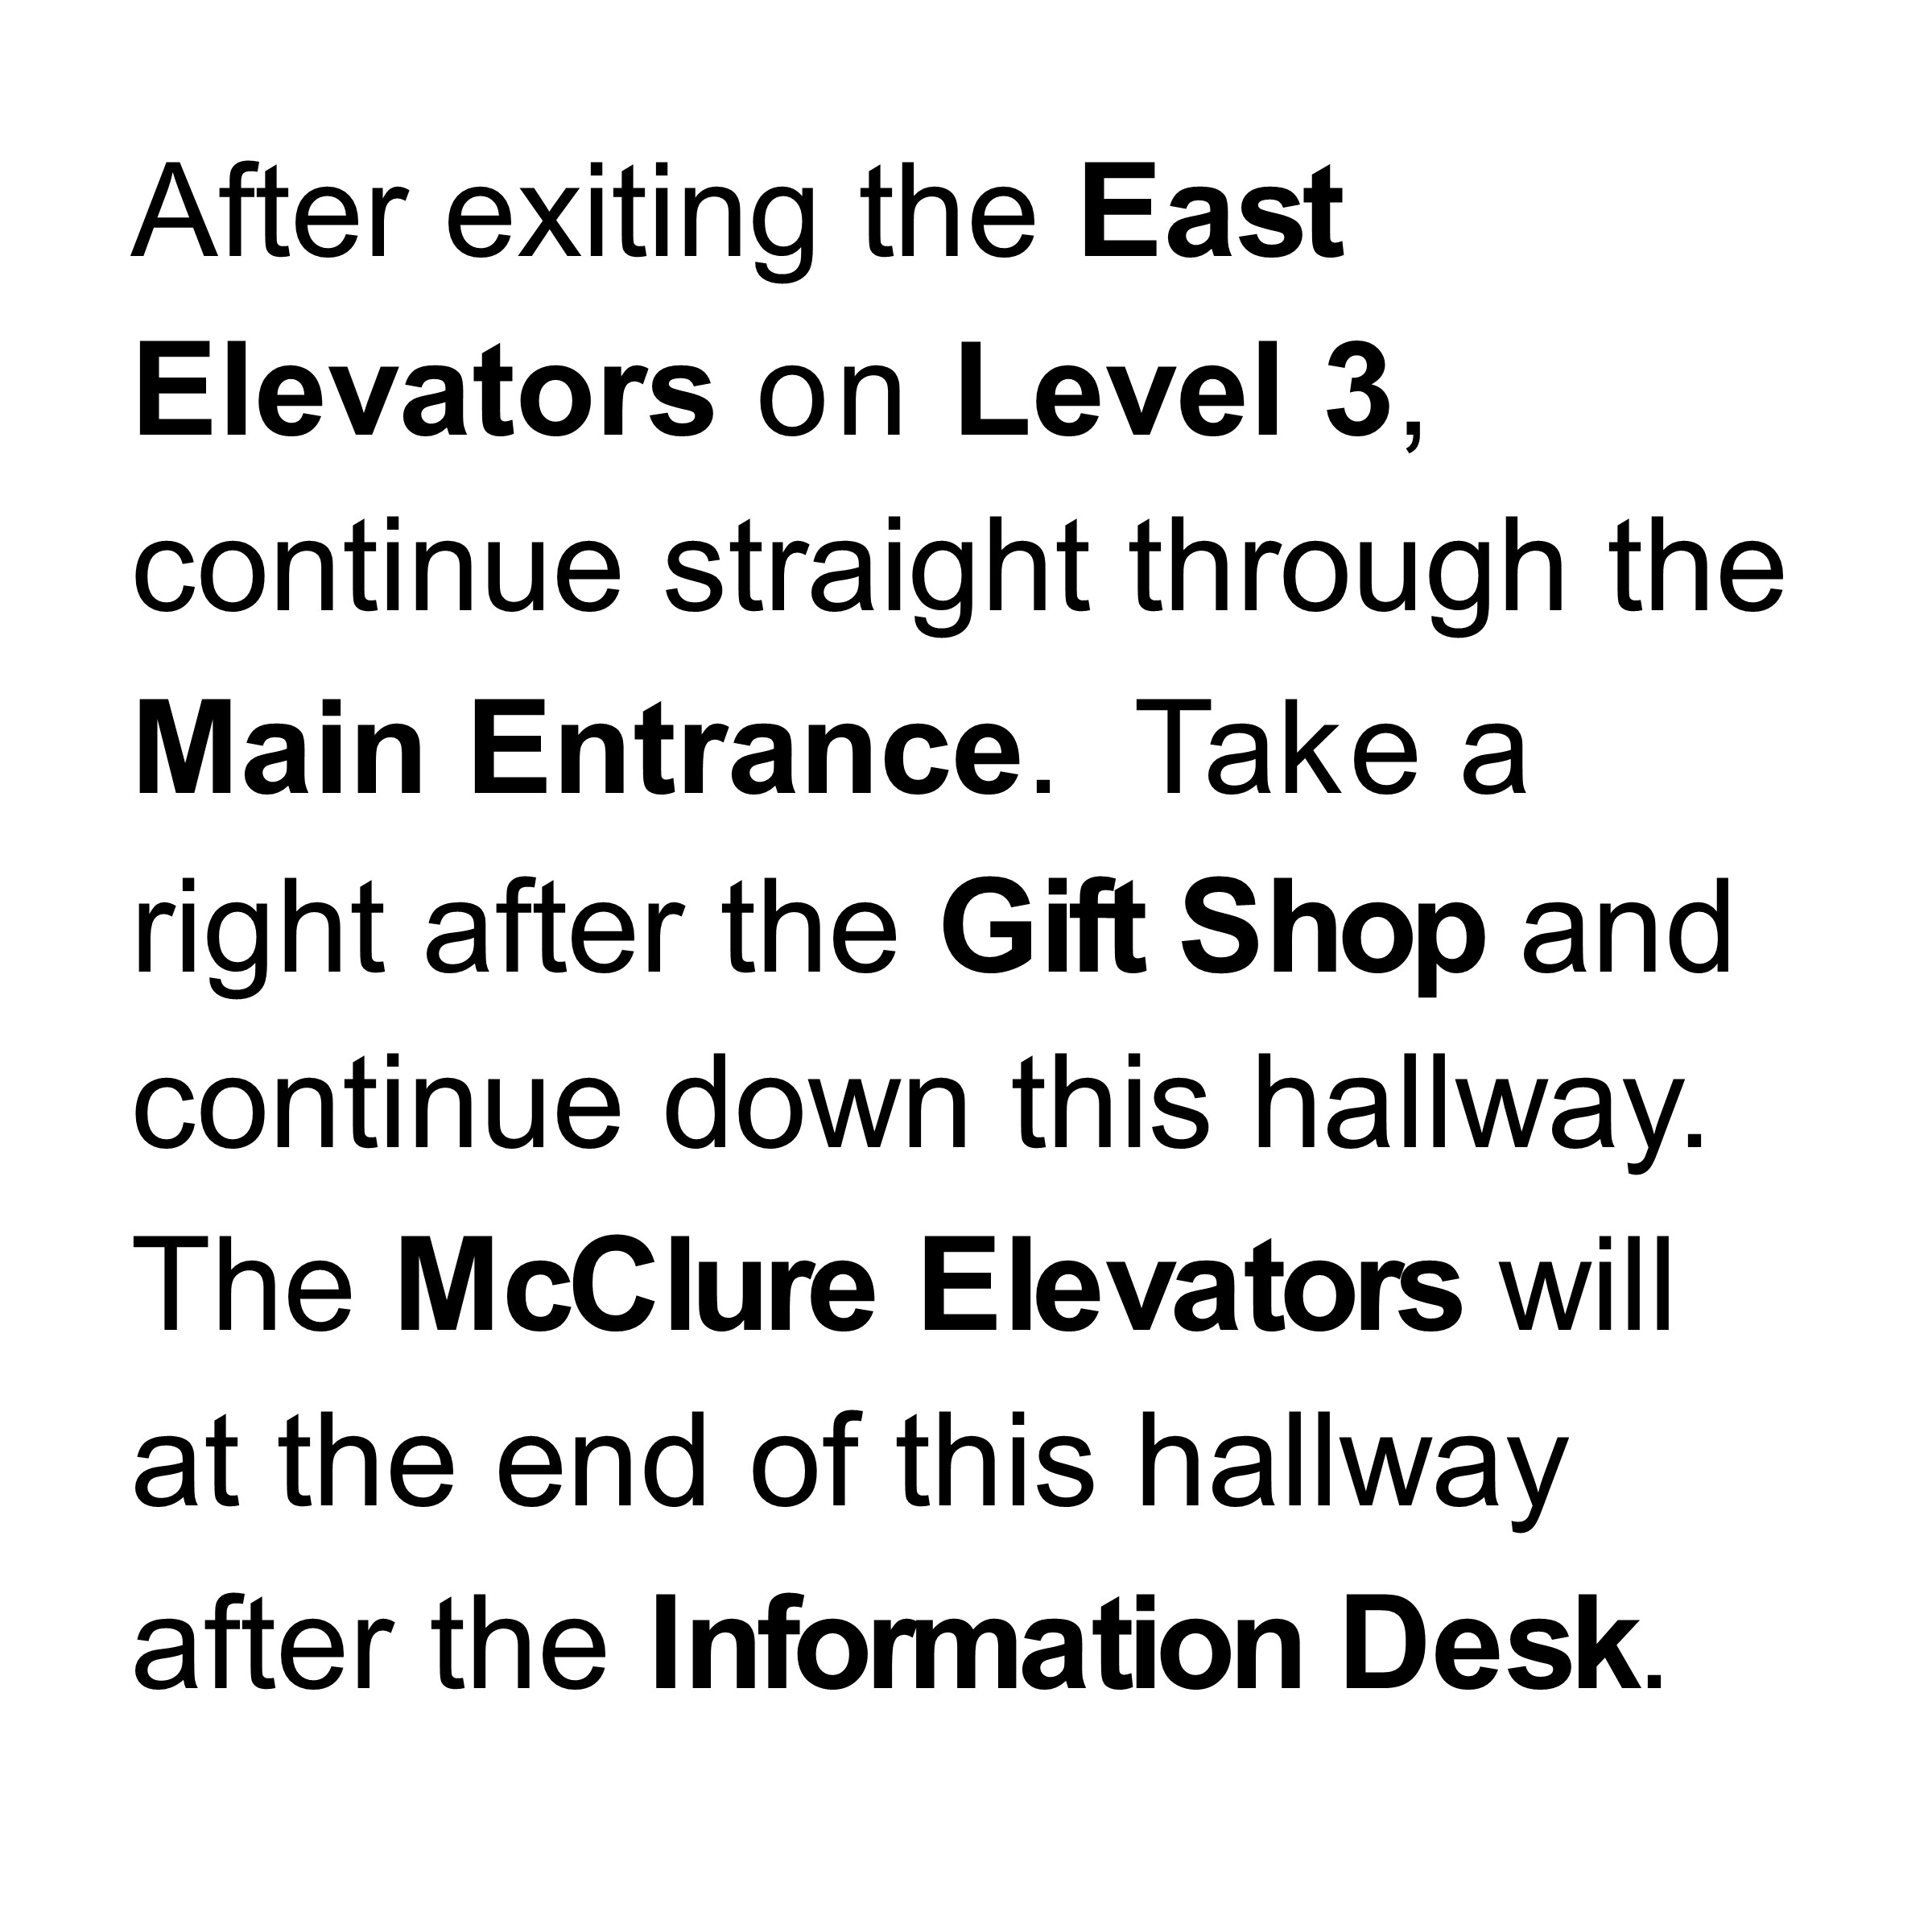 After exiting the East
Elevators on Level 3,
continue straight through the
Main Entrance.  Take a
right after the Gift Shop and
continue down this hallway.
The McClure Elevators will
at the end of this hallway
after the Information Desk.